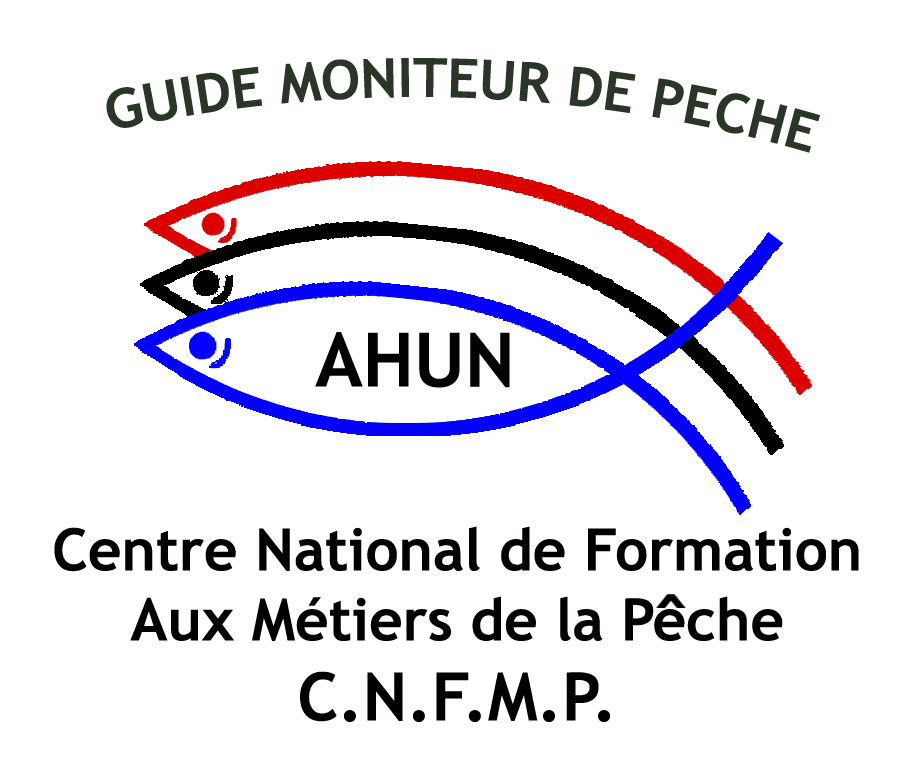 GUIDE MONITEUR DE PECHE
AHUN
Centre National de Formation
Aux Métiers de la Pêche
C.N.F.M.P.